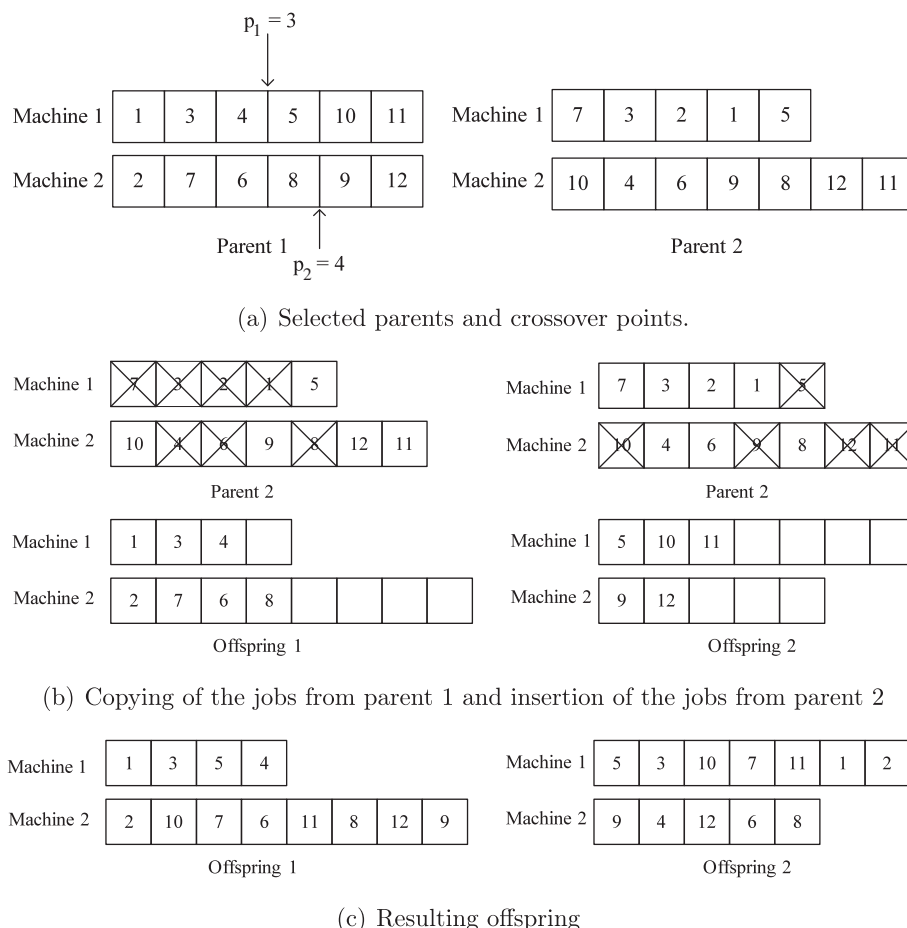 p1 = 3
Machine 1 1 3 4 5 10 11
Machine 2 2 7 6 8 9 12
Parent 1
p2 = 4
Machine 1 7 3 2 1 5
Machine 2 10 4 6 9 8 12 11
Parent 2
(a) Selected parents and crossover points.
Machine 1 7 3 2 1 5
Machine 2 10 4 6 9 8 12 11
Parent 2
Machine 1 7 3 2 1 5
Machine 2 10 4 6 9 8 12 11
Parent 2
Machine 1 1 3 4
Machine 2 2 7 6 8
Offspring 1
Machine 1 5 10 11
Machine 2 9 12
Offspring 2
(b) Copying of the jobs from parent 1 and insertion of the jobs from parent 2
Machine 1 1 3 5 4
Machine 2 2 10 7 6 11 8 12 9
Offspring 1
Machine 1 5 3 10 7 11 1 2
Machine 2 9 4 12 6 8
Offspring 2
(c) Resulting offspring